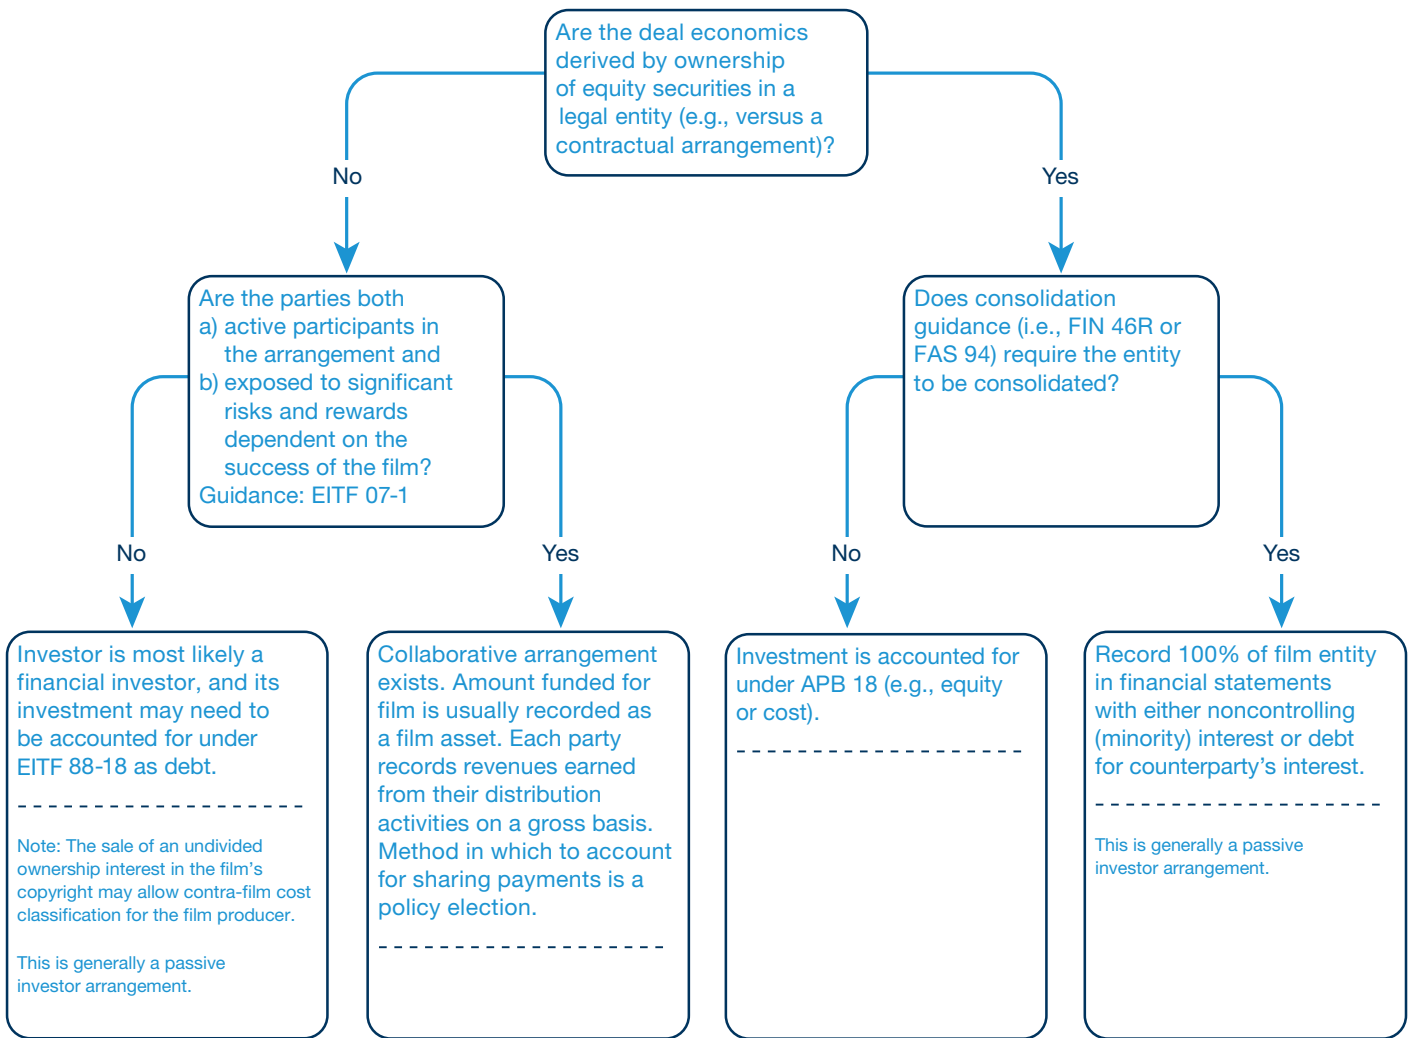 Are the deal economics
derived by ownership
of equity securities in a
legal entity (e.g., versus a
contractual arrangement)?
No
Yes
Are the parties both
a) active participants in
the arrangement and
b) exposed to significant
risks and rewards
dependent on the
success of the film?
Guidance: EITF 07-1
Does consolidation
guidance (i.e., FIN 46R or
FAS 94) require the entity
to be consolidated?
No
Yes
No
Yes
Investor is most likely a
financial investor, and its
investment may need to
be accounted for under
EITF 88-18 as debt.
Note: The sale of an undivided
ownership interest in the film's
copyright may allow contra-film cost
classification for the film producer.
This is generally a passive
investor arrangement.
Collaborative arrangement
exists. Amount funded for
film is usually recorded as
a film asset. Each party
records revenues earned
from their distribution
activities on a gross basis.
Method in which to account
for sharing payments is a
policy election.
Investment is accounted for
under APB 18 (e.g., equity
or cost).
Record 100% of film entity
in financial statements
with either noncontrolling
(minority) interest or debt
for counterparty's interest.
This is generally a passive
investor arrangement.